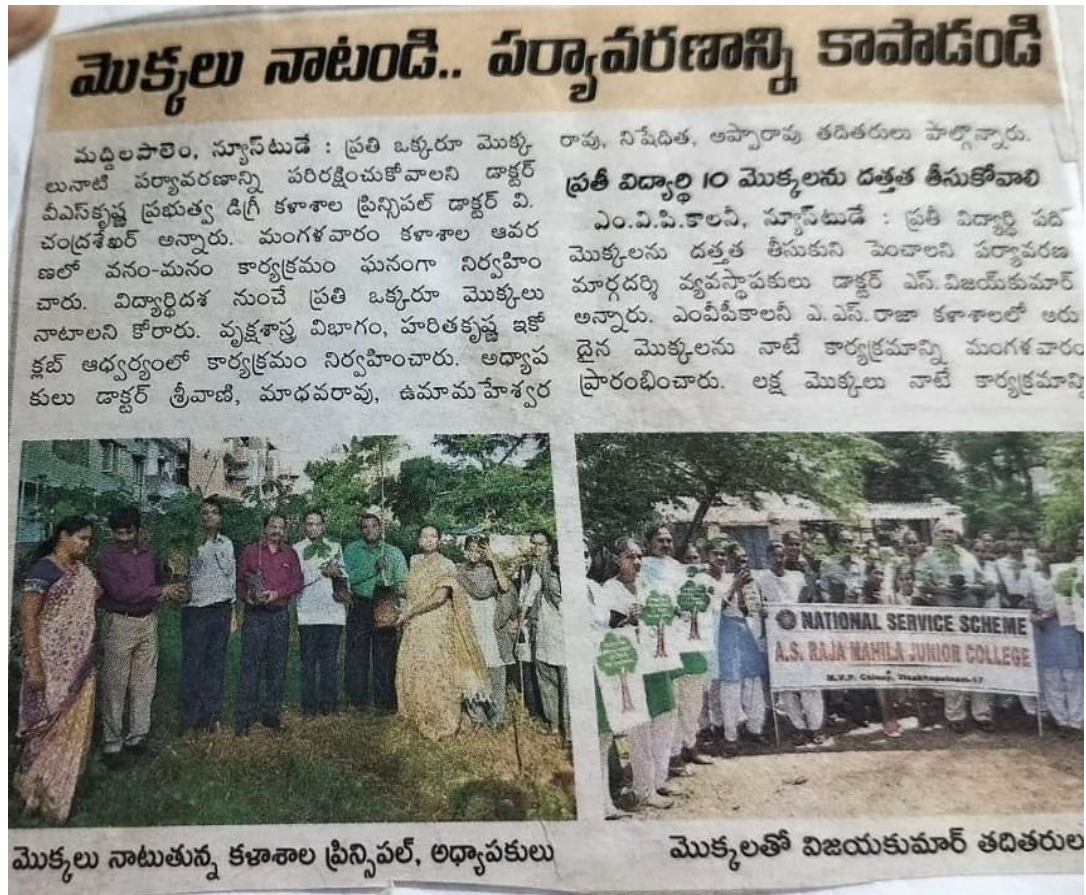 మొక్కలు నాటండి.. పర్యావరణాన్ని కాపాడండి
మద్దిలపాలెం, న్యూస్‌టుడే : ప్రతి ఒక్కరూ మొక్క
లునాటి పర్యావరణాన్ని పరిరక్షించుకోవాలని డాక్టర్
వీఎస్‌కృష్ణ ప్రభుత్వ డిగ్రీ కళాశాల ప్రిన్సిపల్ డాక్టర్ వి.
చంద్రశేఖర్ అన్నారు. మంగళవారం కళాశాల ఆవర
ణలో వనం-మనం కార్యక్రమం ఘనంగా నిర్వహిం
చారు. విద్యార్థిదశ నుంచే ప్రతి ఒక్కరూ మొక్కలు
నాటాలని కోరారు. వృక్షశాస్త్ర విభాగం, హరితకృష్ణ ఇకో
క్లబ్ ఆధ్వర్యంలో కార్యక్రమం నిర్వహించారు. అధ్యాప
కులు డాక్టర్ శ్రీవాణి, మాధవరావు, ఉమామహేశ్వర
రావు, నిషేధిత, అప్పారావు తదితరులు పాల్గొన్నారు.
ప్రతీ విద్యార్థి 10 మొక్కలను దత్తత తీసుకోవాలి
ఎం.వి.పి.కాలనీ, న్యూస్‌టుడే : ప్రతీ విద్యార్థి పది
మొక్కలను దత్తత తీసుకుని పెంచాలని పర్యావరణ
మార్గదర్శి వ్యవస్థాపకులు డాక్టర్ ఎస్.విజయ్‌కుమార్
అన్నారు. ఎంవీపీకాలనీ ఎ.ఎస్.రాజా కళాశాలలో అరు
దైన మొక్కలను నాటే కార్యక్రమాన్ని మంగళవారం
ప్రారంభించారు. లక్ష మొక్కలు నాటే కార్యక్రమాన్ని
NATIONAL SERVICE SCHEME
A.S. RAJA MAHILA JUNIOR COLLEGE
M.V.P. Colony, Visakhapatnam-17
మొక్కలు నాటుతున్న కళాశాల ప్రిన్సిపల్, అధ్యాపకులు
మొక్కలతో విజయకుమార్ తదితరులు